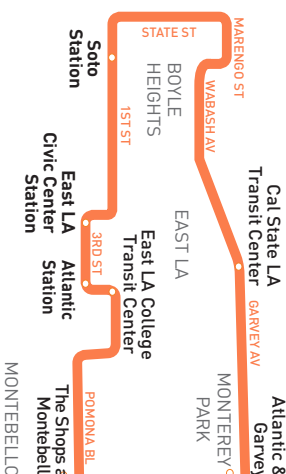 STATE ST
MARENGO ST
WABASH AV
BOYLE
HEIGHTS
Soto
Station
1ST ST
Cal State LA
Transit Center
EAST LA
East LA
Civic Center
Station
3RD ST
Atlantic
Station
East LA College
Transit Center
GARVEY AV
MONTEREY
PARK
Atlantic &
Garvey
POMONA BL
The Shops
Montebell
MONTEBELLO